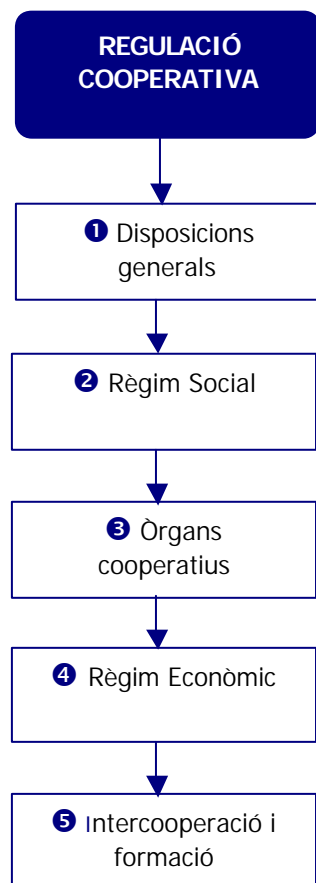 REGULACIÓ
COOPERATIVA
❶ Disposicions
generals
❷ Règim Social
❸ Òrgans
cooperatius
❹ Règim Econòmic
❺ Intercooperació i
formació